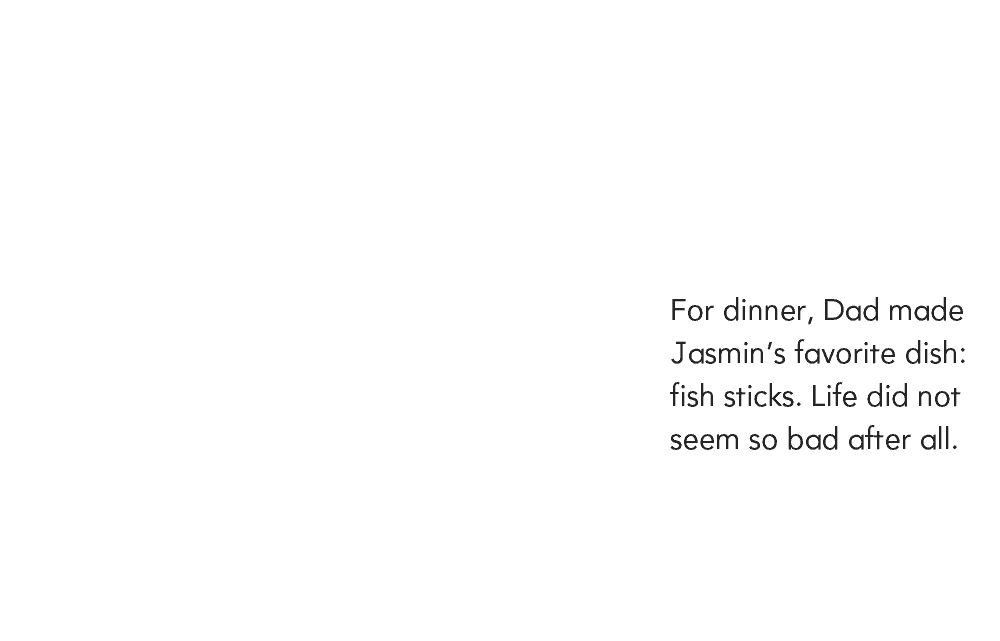 For dinner, Dad made
Jasmin’s favorite dish:
fish sticks. Life did not
seem so bad after all.